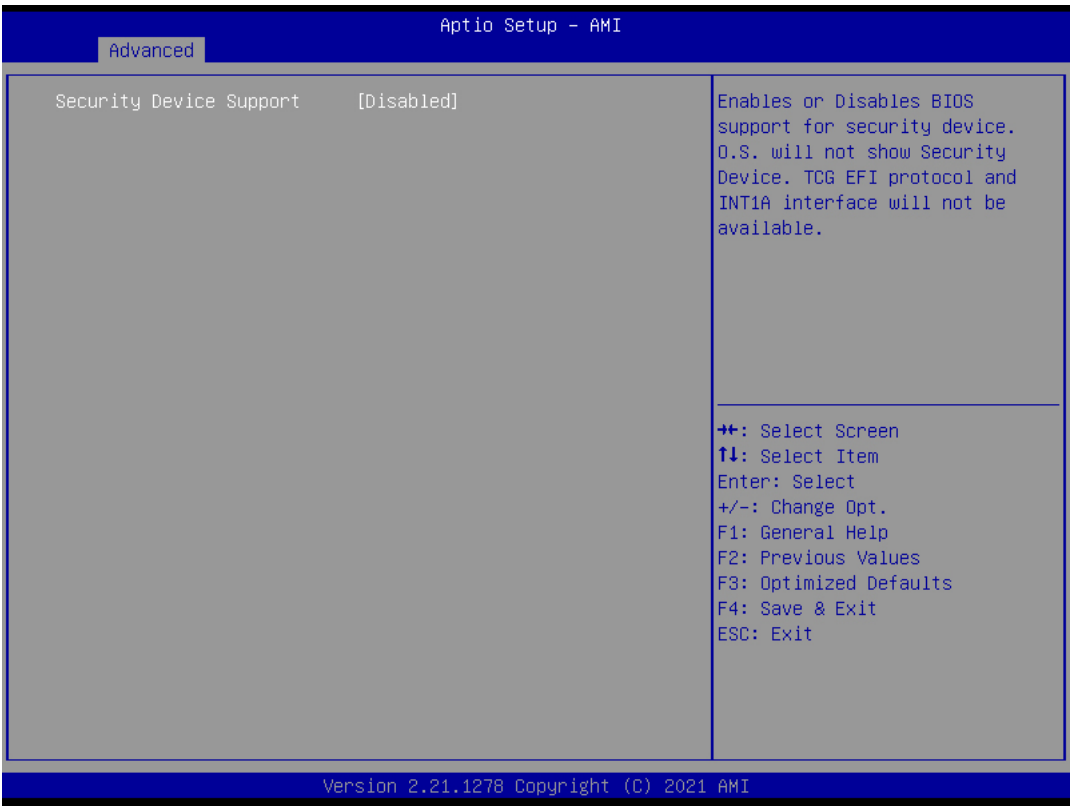 Aptio Setup – AMI
Advanced
Security Device Support [Disabled]
Enables or Disables BIOS
support for security device.
O.S. will not show Security
Device. TCG EFI protocol and
INT1A interface will not be
available.
→←: Select Screen
↑↓: Select Item
Enter: Select
+/-: Change Opt.
F1: General Help
F2: Previous Values
F3: Optimized Defaults
F4: Save & Exit
ESC: Exit
Version 2.21.1278 Copyright (C) 2021 AMI